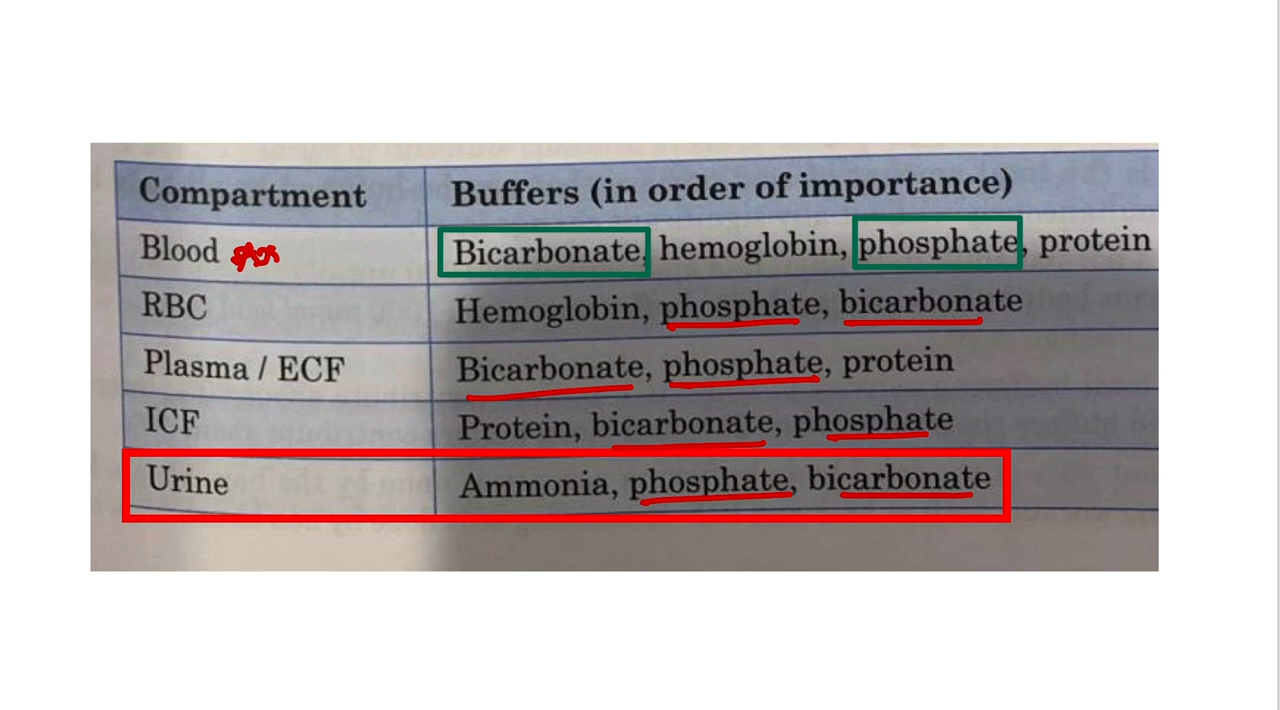 Compartment Buffers (in order of importance)
Blood Bicarbonate, hemoglobin, phosphate, protein
RBC Hemoglobin, phosphate, bicarbonate
Plasma / ECF Bicarbonate, phosphate, protein
ICF Protein, bicarbonate, phosphate
Urine Ammonia, phosphate, bicarbonate